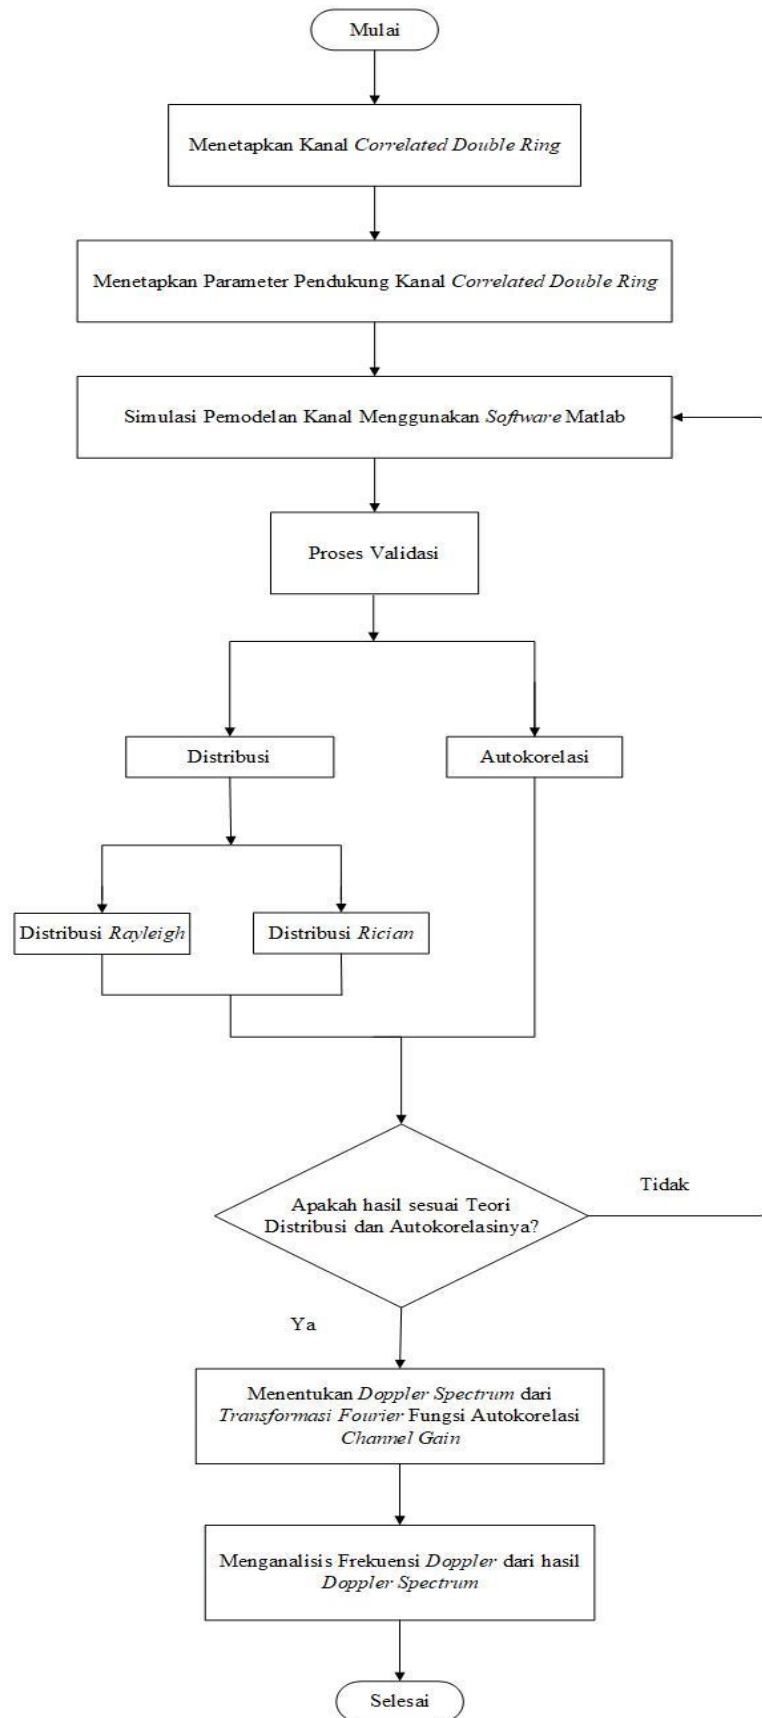 Mulai
Menetapkan Kanal Correlated Double Ring
Menetapkan Parameter Pendukung Kanal Correlated Double Ring
Simulasi Pemodelan Kanal Menggunakan Software Matlab
Proses Validasi
Distribusi
Autokorelasi
Distribusi Rayleigh
Distribusi Rician
Apakah hasil sesuai Teori
Distribusi dan Autokorelasinya?
Tidak
Ya
Menentukan Doppler Spectrum dari
Transformasi Fourier Fungsi Autokorelasi
Channel Gain
Menganalisis Frekuensi Doppler dari hasil
Doppler Spectrum
Selesai